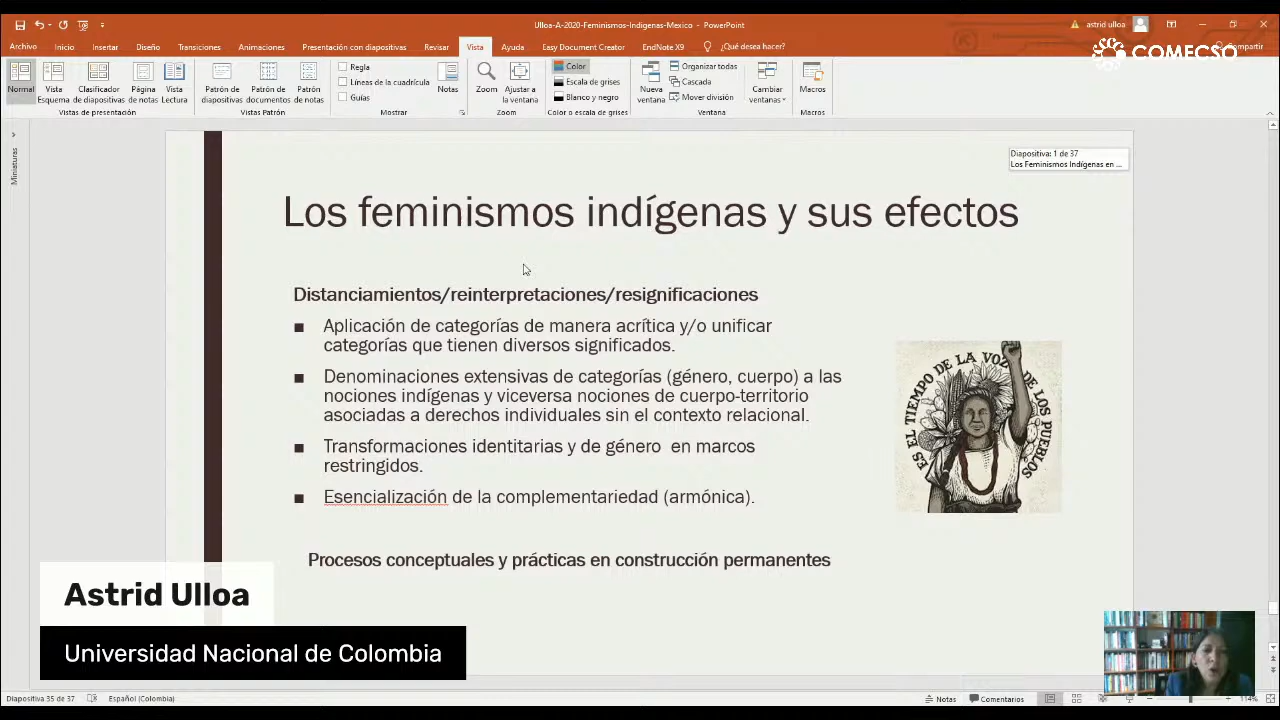 Ulloa-A-2020-Feminismos-Indigenas-Mexico - PowerPoint
astrid ulloa
Archivo Inicio Insertar Diseño Transiciones Animaciones Presentación con diapositivas Revisar Vista Ayuda Easy Document Creator EndNote X9 ¿Qué desea hacer? Compartir
COMECSO
Normal
Vista Esquema
Clasificador de diapositivas
Página de notas
Vista Lectura
Vistas de presentación
Patrón de diapositivas
Patrón de documentos
Patrón de notas
Vistas Patrón
Regla
Líneas de la cuadrícula
Guías
Mostrar
Notas
Zoom
Ajustar a la ventana
Zoom
Color
Escala de grises
Blanco y negro
Color o escala de grises
Nueva ventana
Organizar todas
Cascada
Mover división
Cambiar ventanas
Ventana
Macros
Macros
Miniaturas
Diapositiva: 1 de 37
Los Feminismos Indígenas en ...
Los feminismos indígenas y sus efectos
Distanciamientos/reinterpretaciones/resignificaciones
■ Aplicación de categorías de manera acrítica y/o unificar
categorías que tienen diversos significados.
■ Denominaciones extensivas de categorías (género, cuerpo) a las
nociones indígenas y viceversa nociones de cuerpo-territorio
asociadas a derechos individuales sin el contexto relacional.
■ Transformaciones identitarias y de género en marcos
restringidos.
■ Esencialización de la complementariedad (armónica).
Procesos conceptuales y prácticas en construcción permanentes
ES EL TIEMPO DE LA VOZ DE LOS PUEBLOS
Astrid Ulloa
Universidad Nacional de Colombia
Diapositiva 35 de 37 Español (Colombia) Notas Comentarios 114%